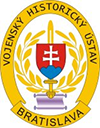 VOJENSKÝ HISTORICKÝ ÚSTAV
BRATISLAVA